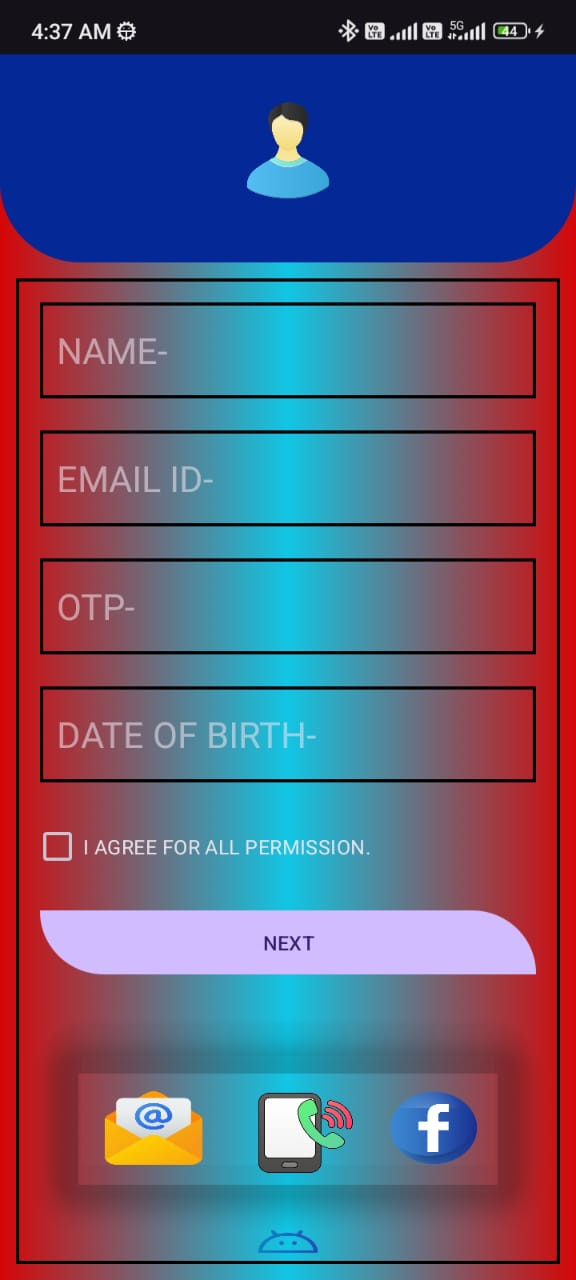 4:37 AM
Vo LTE Vo LTE 5G 44
NAME-
EMAIL ID-
OTP-
DATE OF BIRTH-
I AGREE FOR ALL PERMISSION.
NEXT
@
f